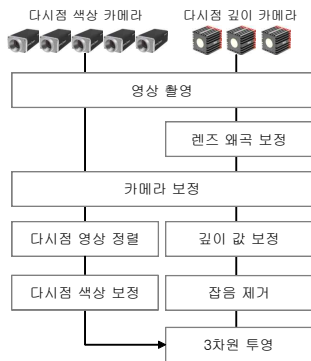 다시점 색상 카메라
다시점 깊이 카메라
영상 촬영
렌즈 왜곡 보정
카메라 보정
다시점 영상 정렬
깊이 값 보정
다시점 색상 보정
잡음 제거
3차원 투영